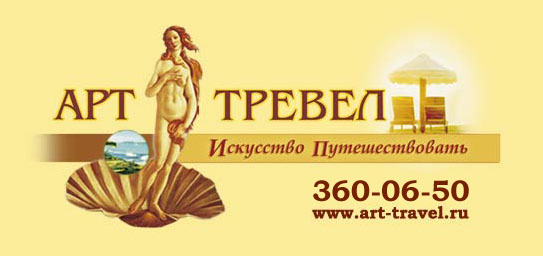 АРТ ТРЕВЕЛ
Искусство Путешествовать
360-06-50
www.art-travel.ru